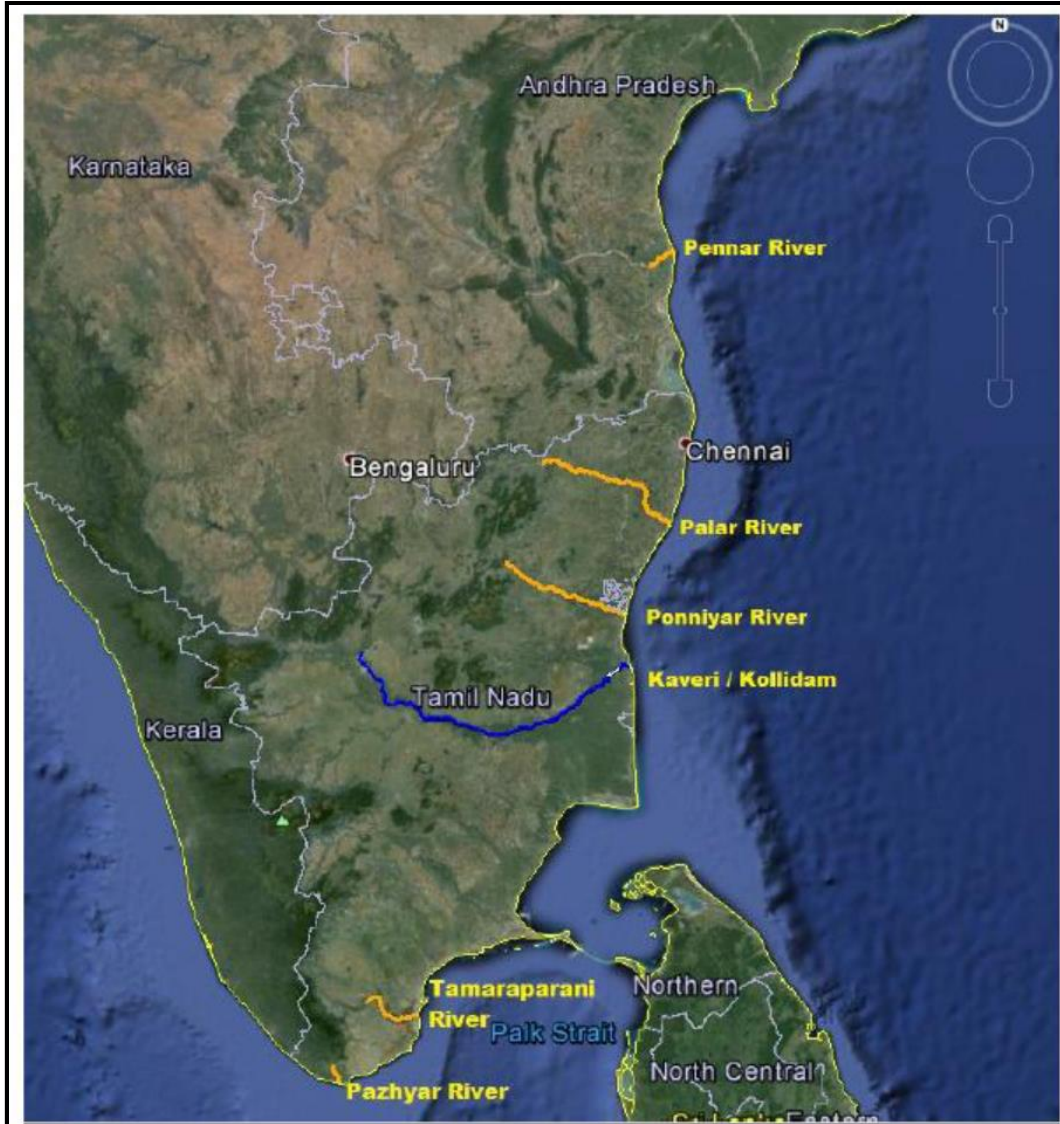 N
Andhra Pradesh
Karnataka
Pennar River
Chennai
Bengaluru
Palar River
Ponniyar River
Kaveri / Kollidam
Tamil Nadu
Kerala
Tamaraparani
River
Northern
Palk Strait
North Central
Pazhyar River
Eastern